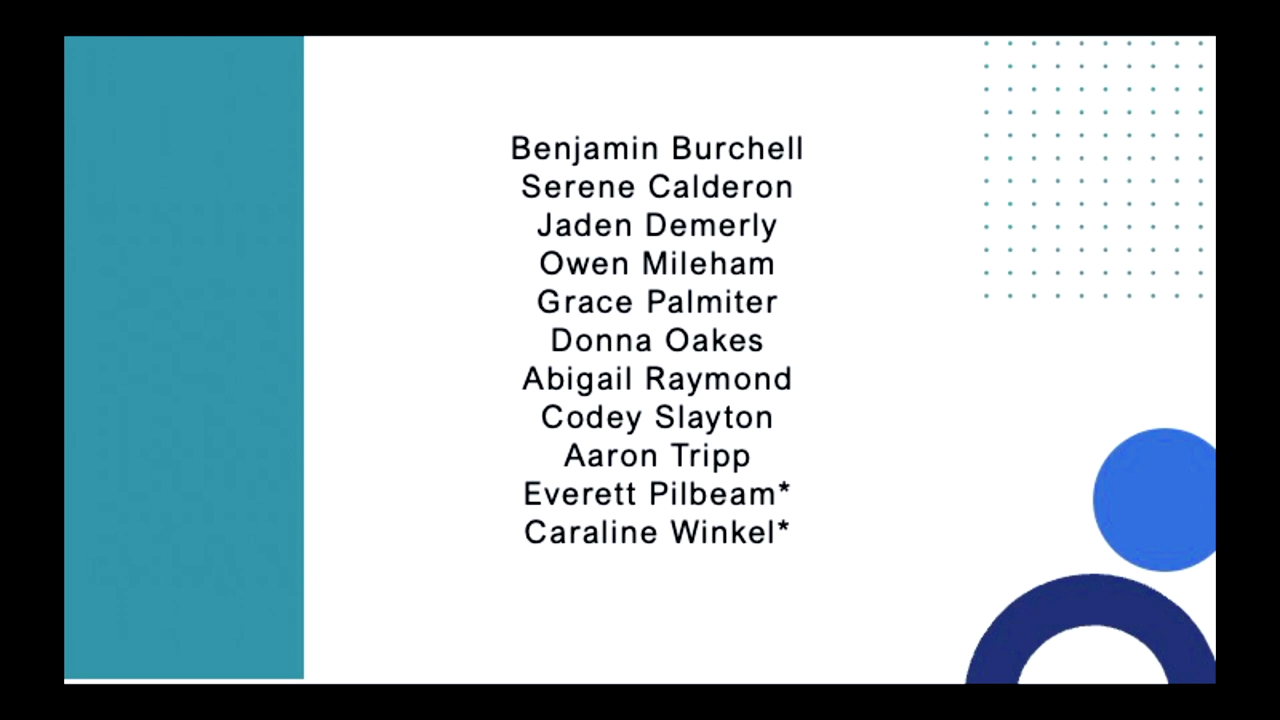 Benjamin Burchell
Serene Calderon
Jaden Demerly
Owen Mileham
Grace Palmiter
Donna Oakes
Abigail Raymond
Codey Slayton
Aaron Tripp
Everett Pilbeam*
Caraline Winkel*